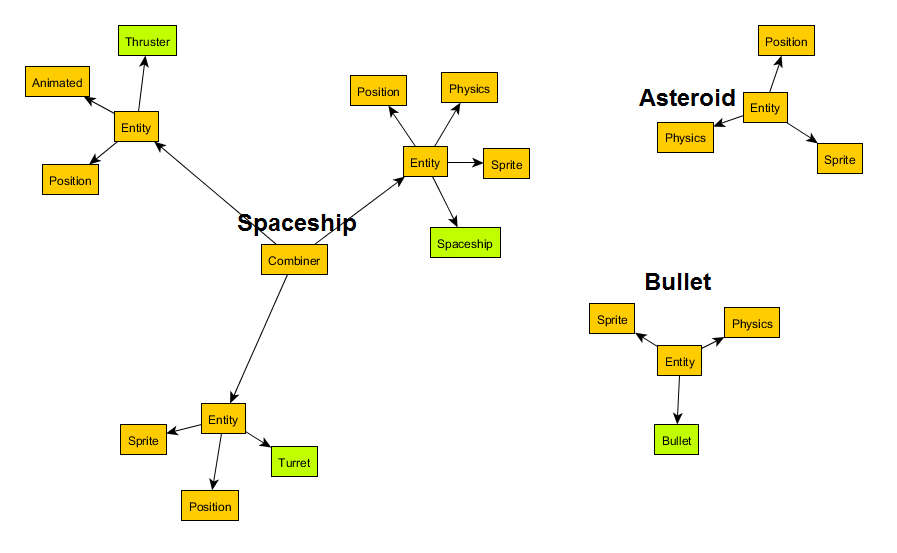 Thruster
Animated
Entity
Position
Position
Physics
Entity
Sprite
Spaceship
Spaceship
Combiner
Entity
Sprite
Turret
Position
Position
Asteroid
Entity
Physics
Sprite
Bullet
Sprite
Physics
Entity
Bullet